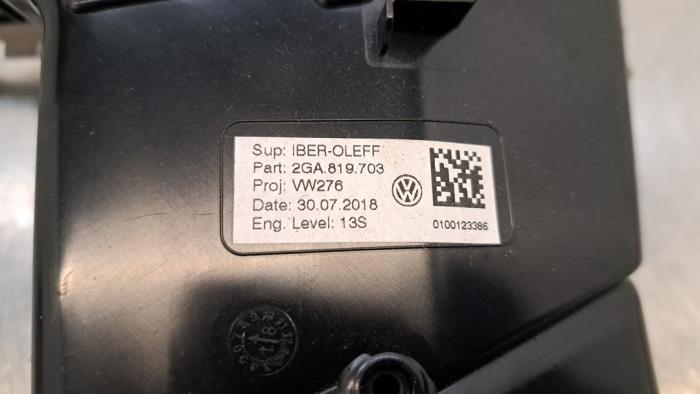 Sup: IBER-OLEFF
Part: 2GA.819.703
Proj: VW276
Date: 30.07.2018
Eng. Level: 13S
0100123386